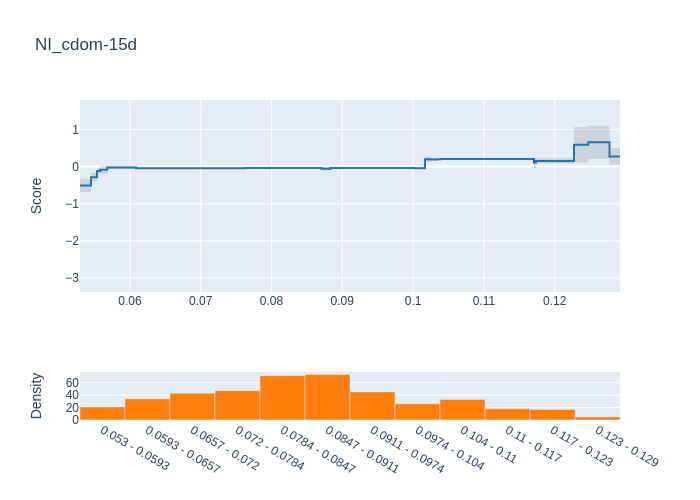 NI_cdom-15d
Score
1
0
−1
−2
−3
0.06 0.07 0.08 0.09 0.1 0.11 0.12
Density
60
40
20
0
0.053 - 0.0593
0.0593 - 0.0657
0.0657 - 0.072
0.072 - 0.0784
0.0784 - 0.0847
0.0847 - 0.0911
0.0911 - 0.0974
0.0974 - 0.104
0.104 - 0.11
0.11 - 0.117
0.117 - 0.123
0.123 - 0.129